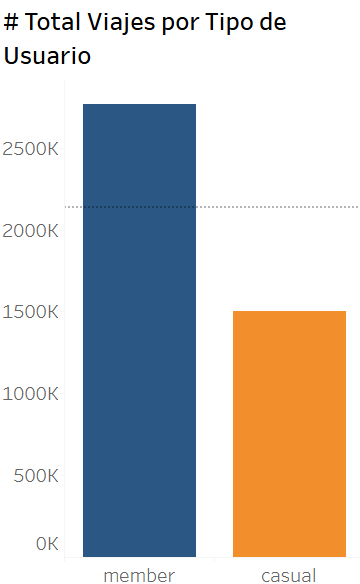 # Total Viajes por Tipo de
Usuario
2500K
2000K
1500K
1000K
500K
0K
member casual